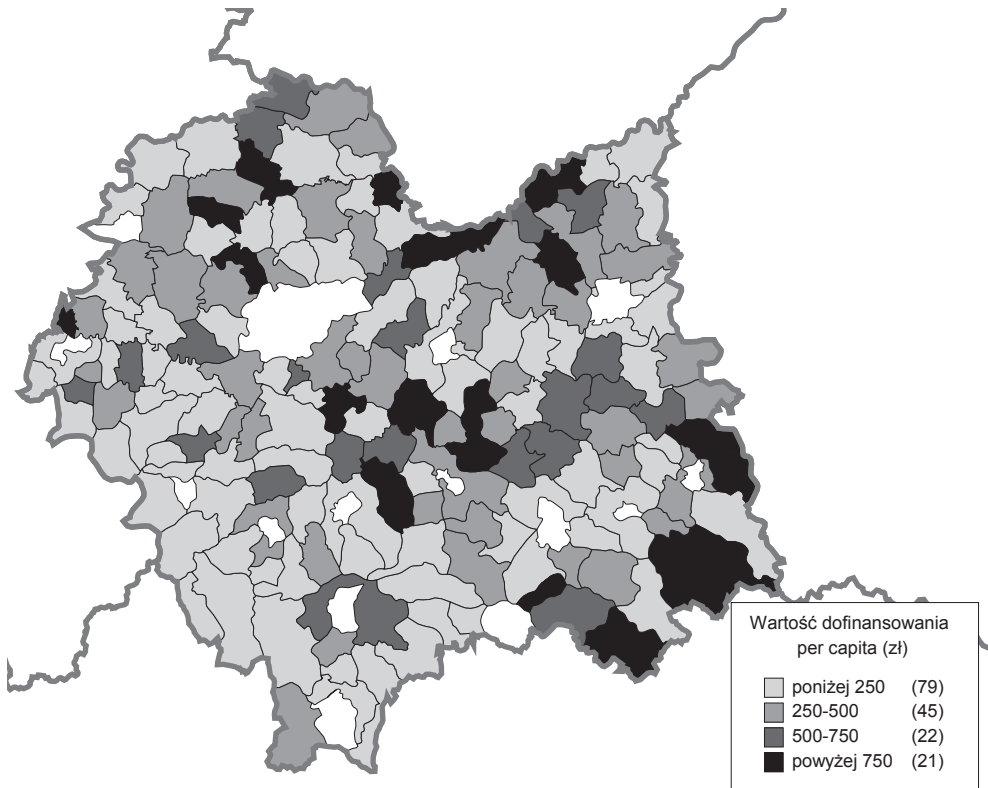 Wartość dofinansowania
per capita (zł)
poniżej 250 (79)
250-500 (45)
500-750 (22)
powyżej 750 (21)